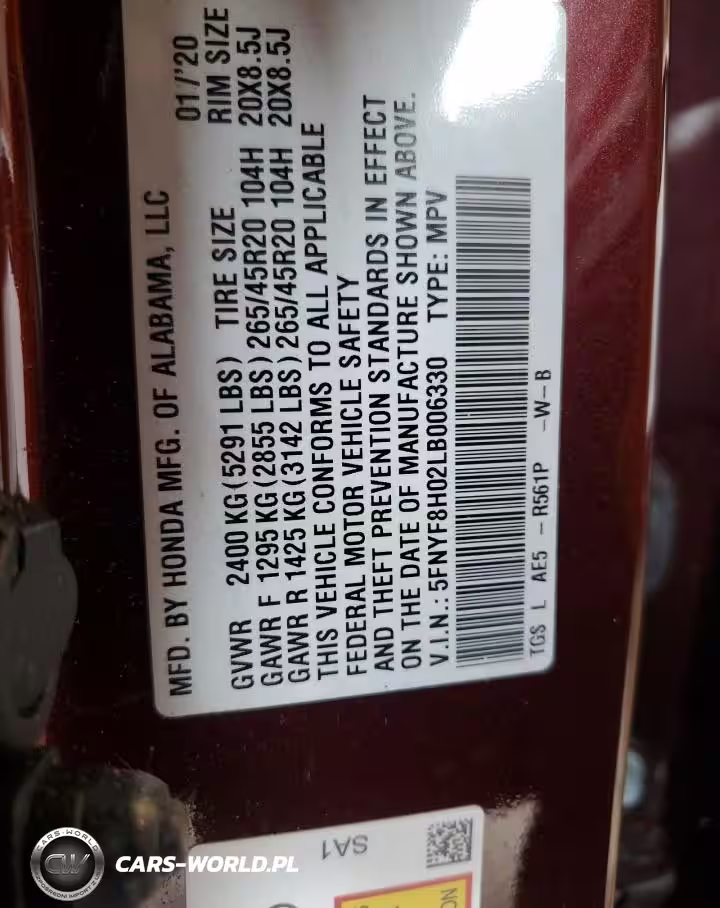 MFD. BY HONDA MFG. OF ALABAMA, LLC 01/'20
GVWR 2400 KG (5291 LBS) TIRE SIZE RIM SIZE
GAWR F 1295 KG (2855 LBS) 265/45R20 104H 20X8.5J
GAWR R 1425 KG (3142 LBS) 265/45R20 104H 20X8.5J
THIS VEHICLE CONFORMS TO ALL APPLICABLE
FEDERAL MOTOR VEHICLE SAFETY
AND THEFT PREVENTION STANDARDS IN EFFECT
ON THE DATE OF MANUFACTURE SHOWN ABOVE.
V.I.N.: 5FNYF8H02LB006330 TYPE: MPV
TGS L AE5 -R561P -W-B
SA1
CARS-WORLD
CW
CARS-WORLD.PL